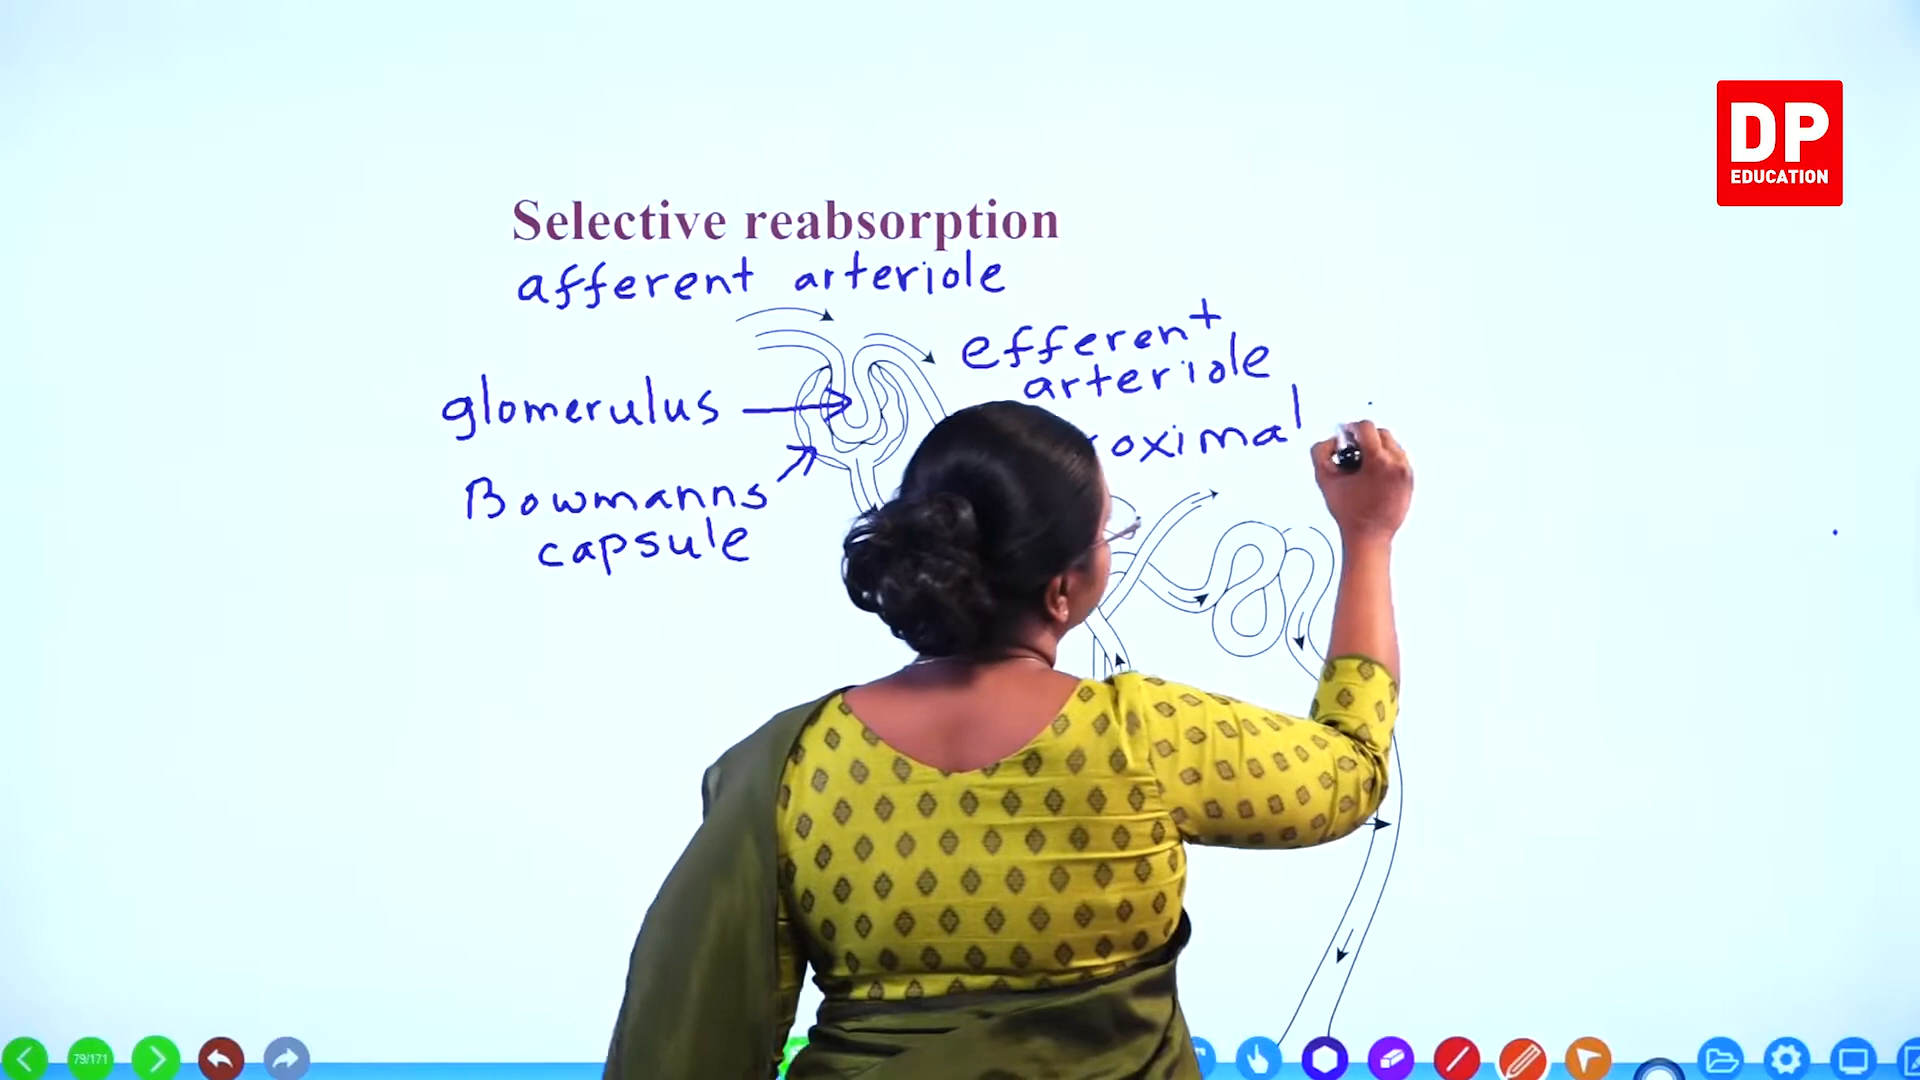 DP
EDUCATION
Selective reabsorption
afferent arteriole
efferent
arteriole
glomerulus
oximal
Bowmanns
capsule
79/171